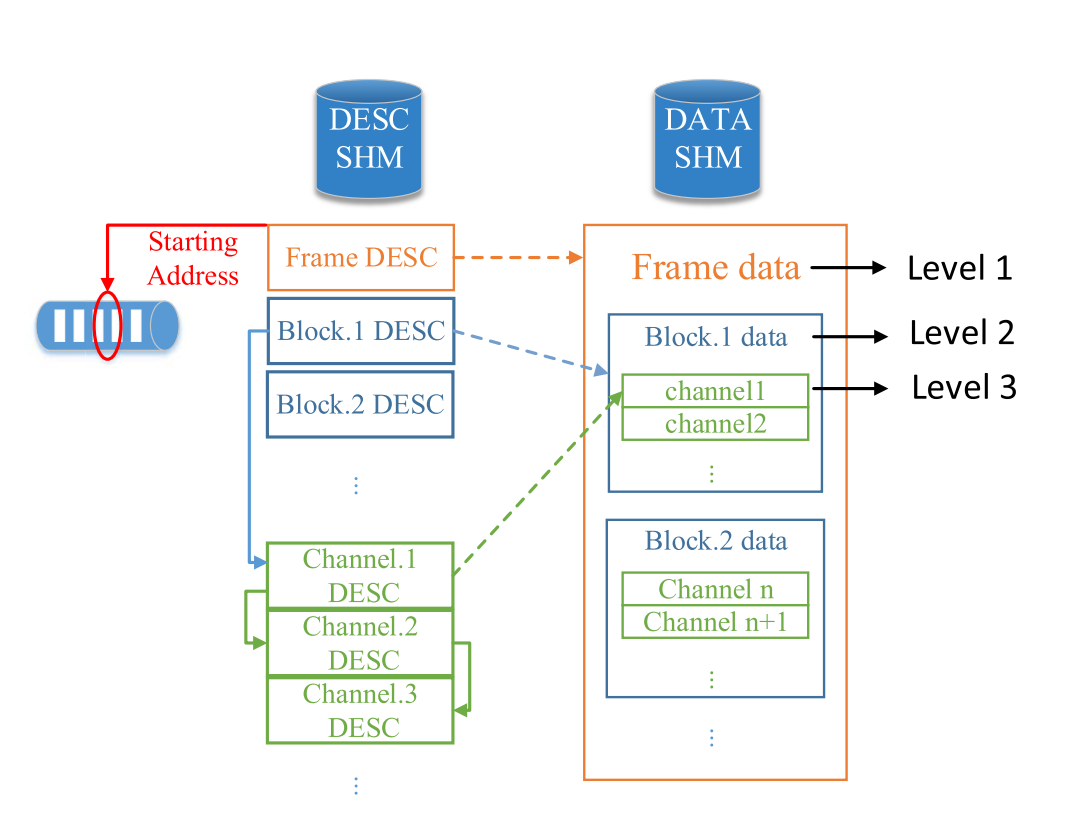 DESC
SHM
DATA
SHM
Starting
Address
Frame DESC
Block.1 DESC
Block.2 DESC
⋮
Channel.1
DESC
Channel.2
DESC
Channel.3
DESC
⋮
Frame data
Level 1
Block.1 data
Level 2
channel1
Level 3
channel2
⋮
Block.2 data
Channel n
Channel n+1
⋮
⋮